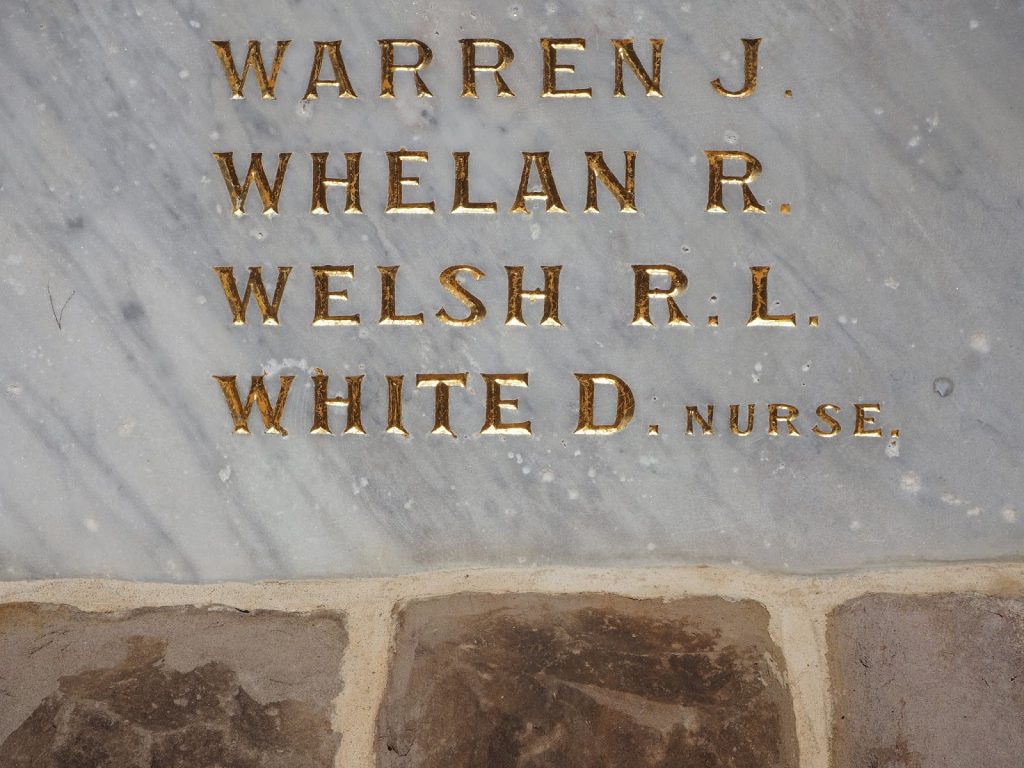 WARREN J.
WHELAN R.
WELSH R.L.
WHITE D. NURSE.